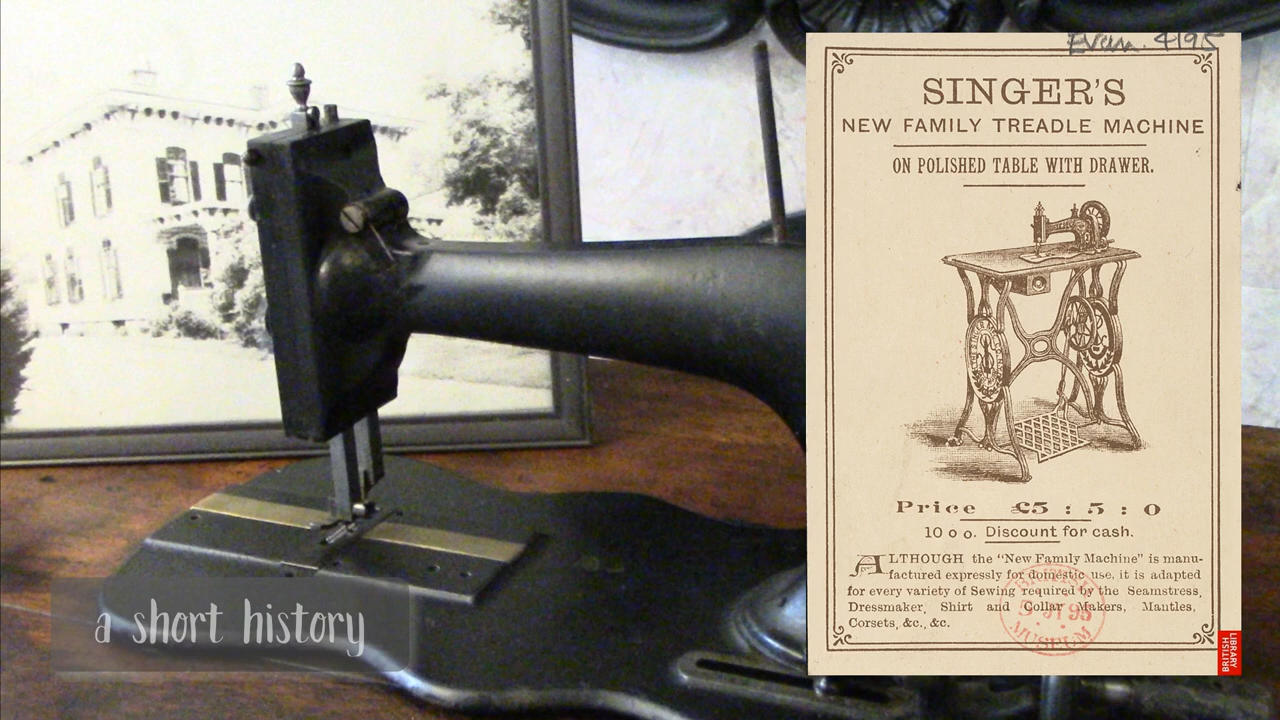 a short history
Evan. 4195
SINGER'S
NEW FAMILY TREADLE MACHINE
ON POLISHED TABLE WITH DRAWER.
Price £5 : 5 : 0
10 o o. Discount for cash.
ALTHOUGH the "New Family Machine" is manu-
factured expressly for domestic use, it is adapted
for every variety of Sewing required by the Seamstress,
Dressmaker, Shirt and Collar Makers, Mantles,
Corsets, &c., &c.
BRITISH
MUSEUM
BRITISH
LIBRARY